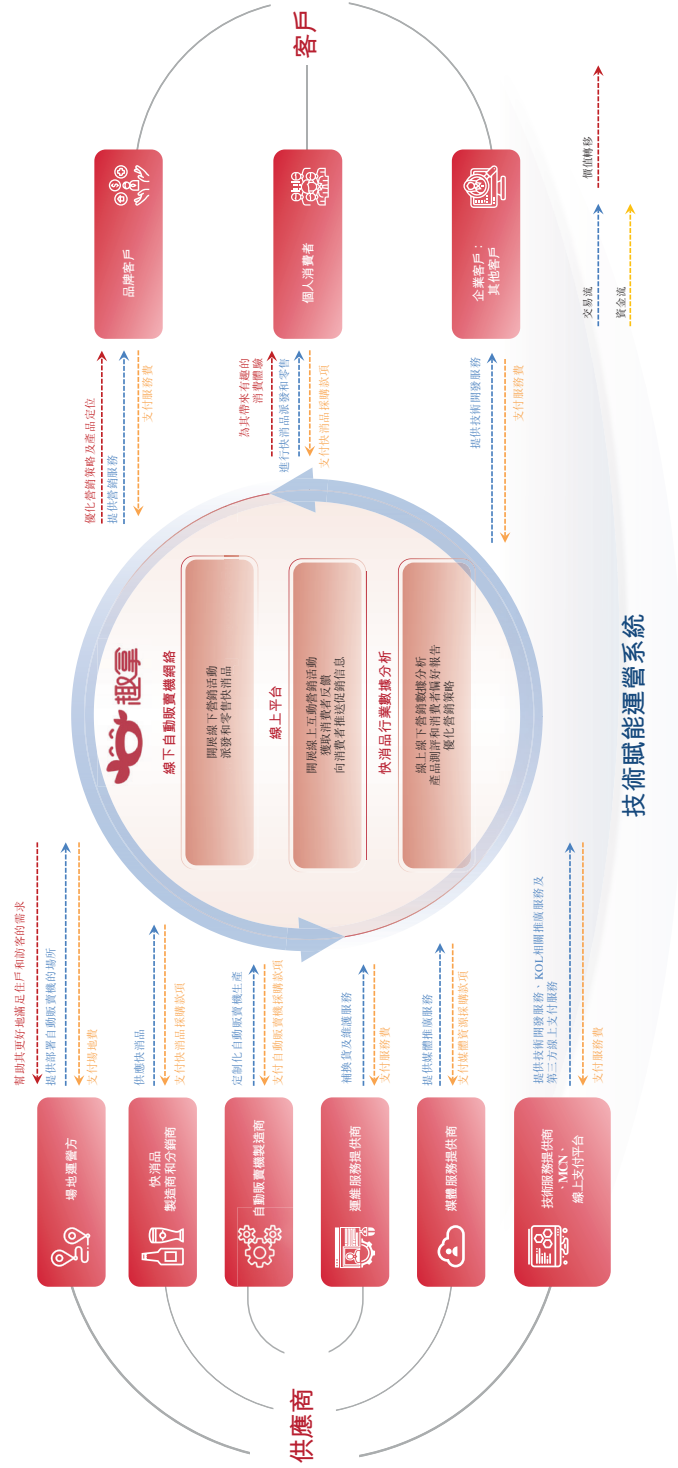 供應商
場地運營方
快消品
製造商和分銷商
自動販賣機製造商
運維服務提供商
媒體服務提供商
技術服務提供商
、MCN、
線上支付平台
幫助其更好地滿足住戶和訪客的需求
提供部署自動販賣機的場所
支付場地費
供應快消品
支付快消品採購款項
定制化自動販賣機生產
支付自動販賣機採購款項
補換貨及維護服務
支付服務費
提供媒體推廣服務
支付媒體資源採購款項
提供技術開發服務、KOL相關推廣服務及
第三方線上支付服務
支付服務費
趣拿
線下自動販賣機網絡
開展線下營銷活動
派發和零售快消品
線上平台
開展線上互動營銷活動
獲取消費者反饋
向消費者推送促銷信息
快消品行業數據分析
線上線下營銷數據分析
產品測評和消費者偏好報告
優化營銷策略
技術賦能運營系統
優化營銷策略及產品定位
提供營銷服務
支付服務費
為其帶來有趣的
消費體驗
進行快消品派發和零售
支付快消品採購款項
提供技術開發服務
支付服務費
品牌客戶
個人消費者
企業客戶：
其他客戶
客戶
交易流
價值轉移
資金流